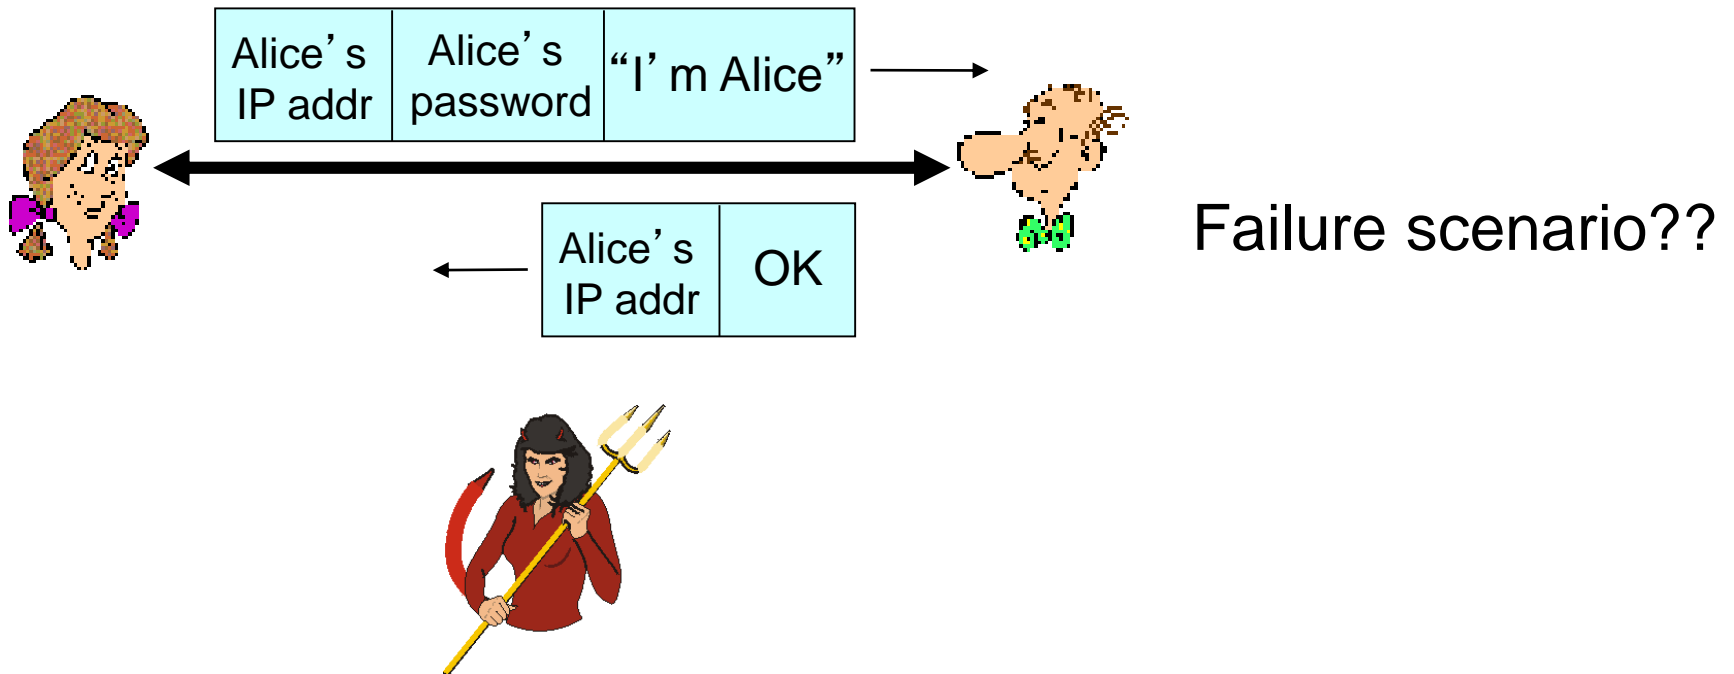 Alice’s
IP addr
Alice’s
password
“I’m Alice”
Alice’s
IP addr
OK
Failure scenario??